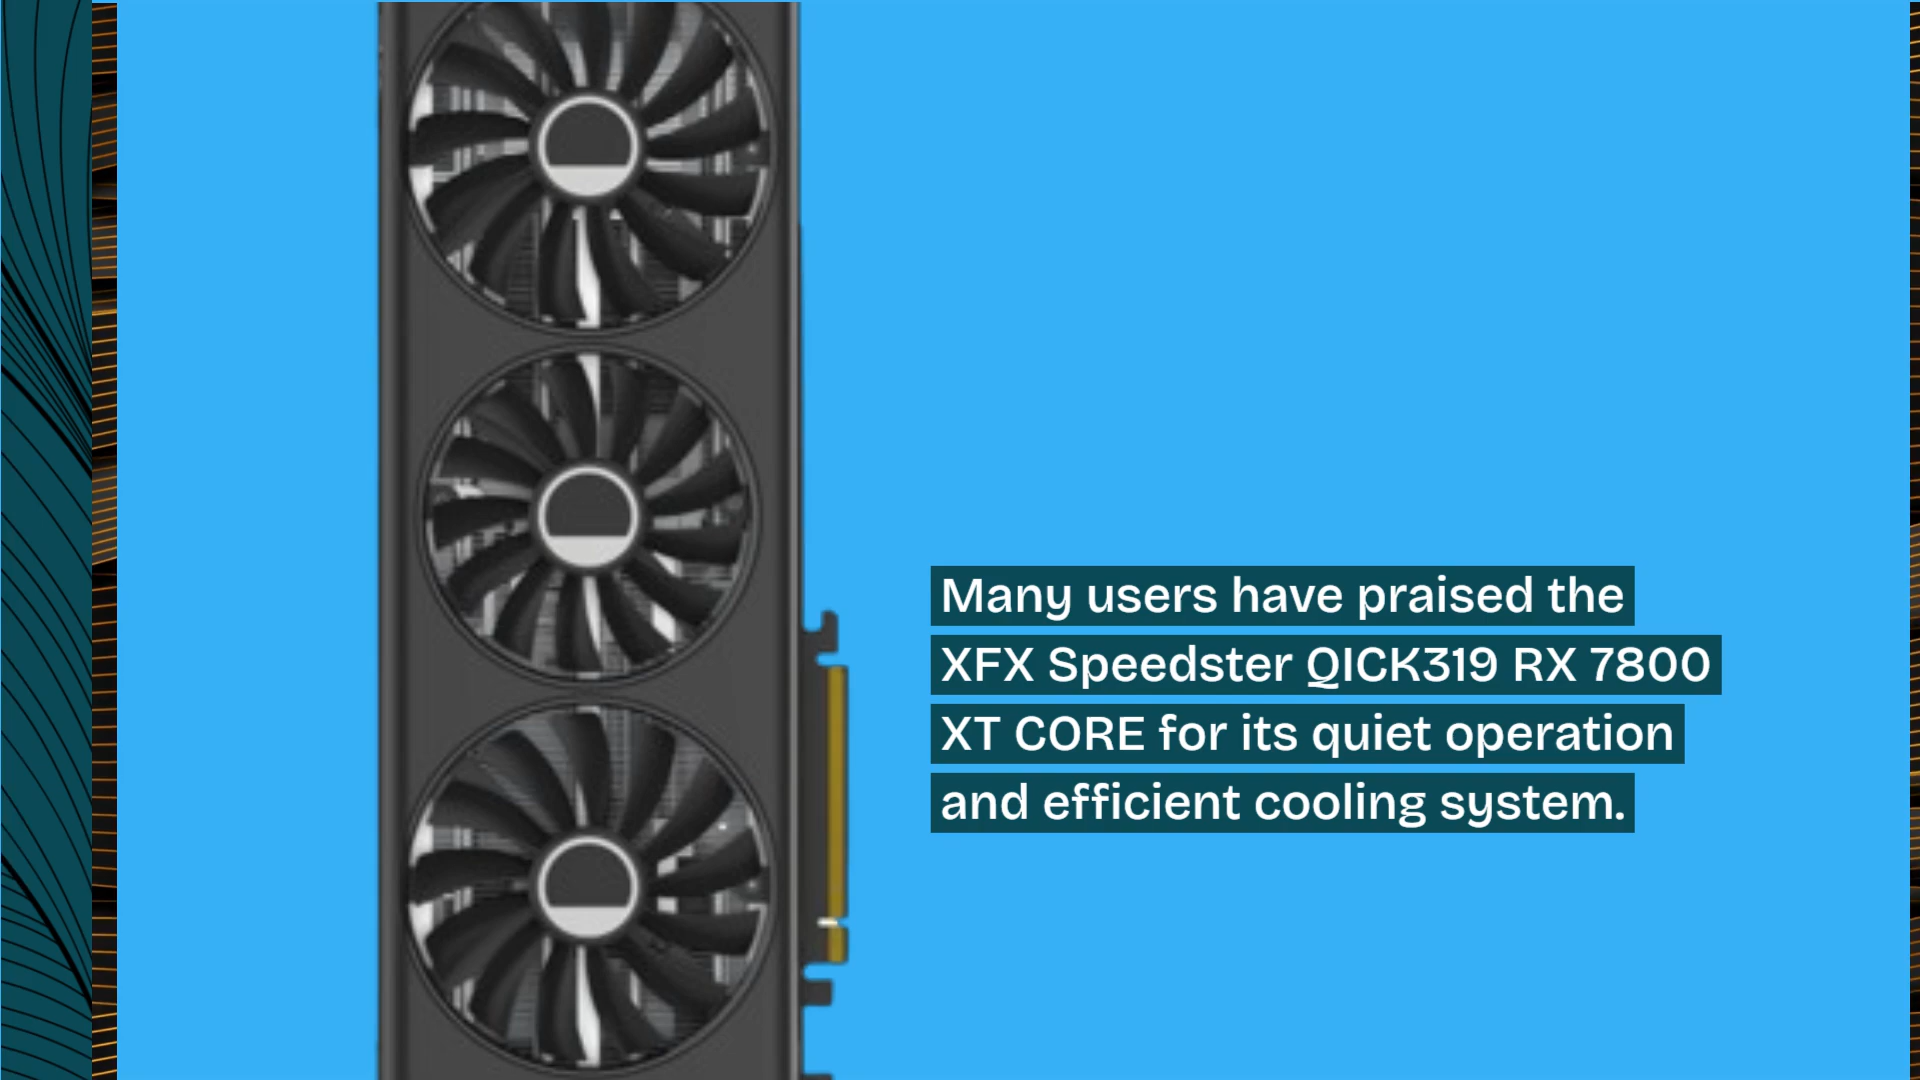 Many users have praised the
XFX Speedster QICK319 RX 7800
XT CORE for its quiet operation
and efficient cooling system.